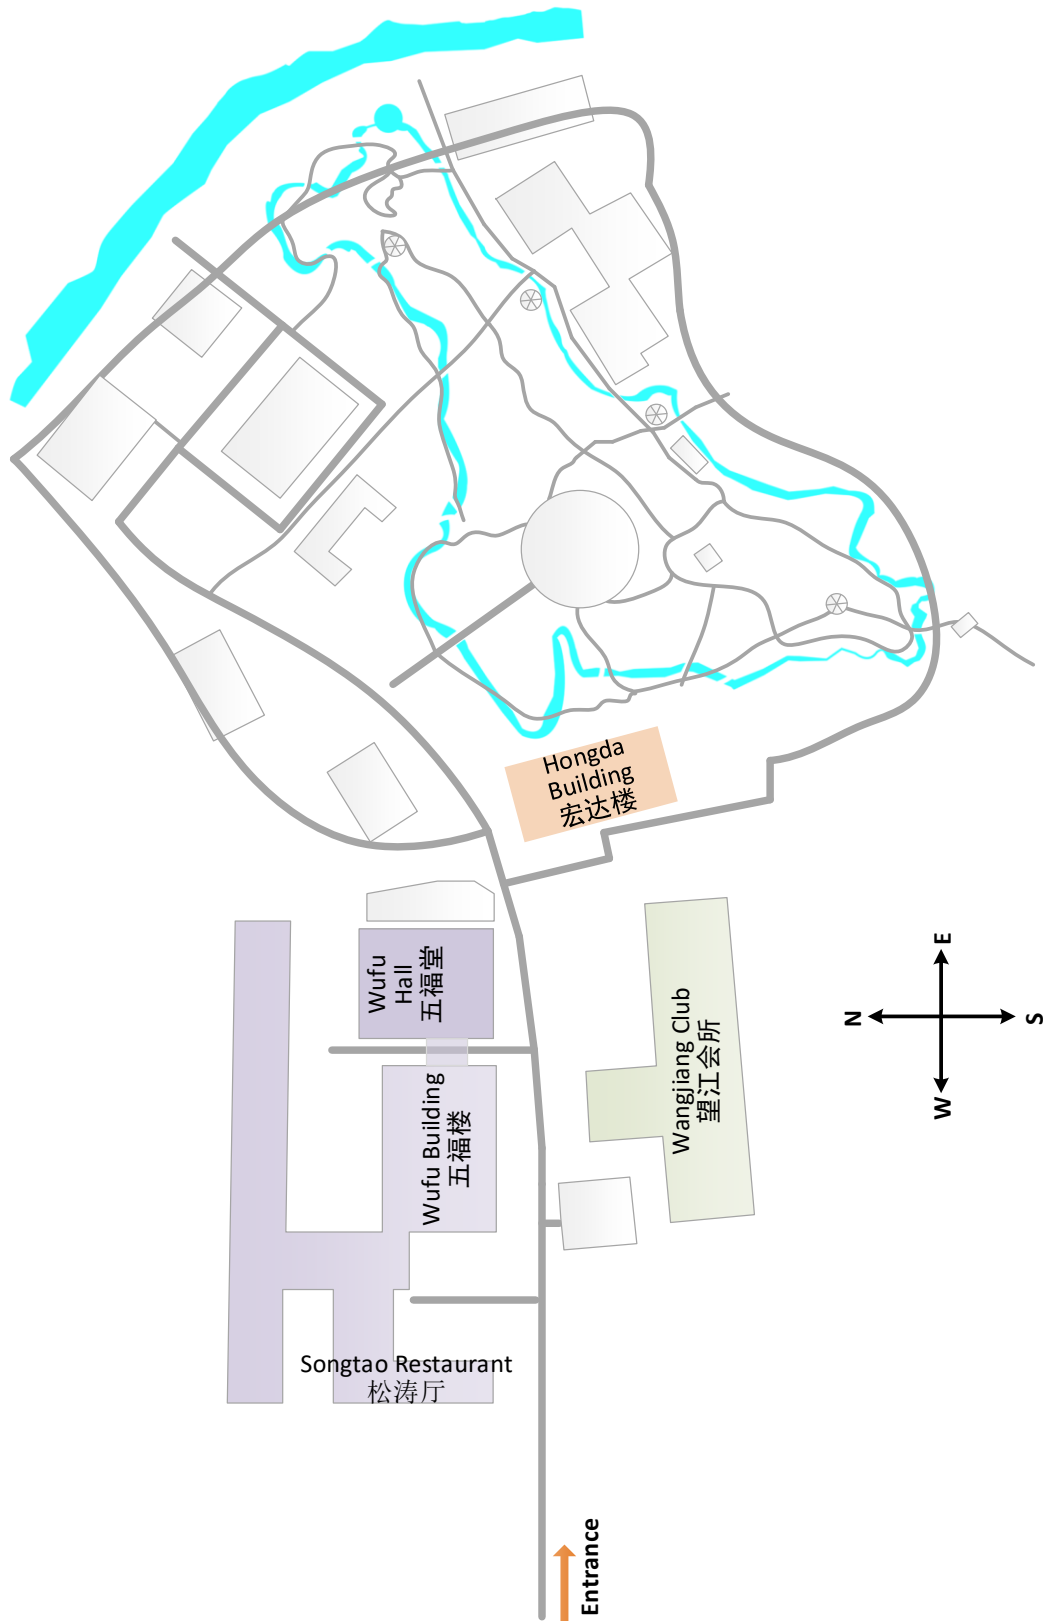 Hongda
Building
宏达楼
Wufu
Hall
五福堂
Wufu Building
五福楼
Wangjiang Club
望江会所
E
N
S
W
Songtao Restaurant
松涛厅
Entrance